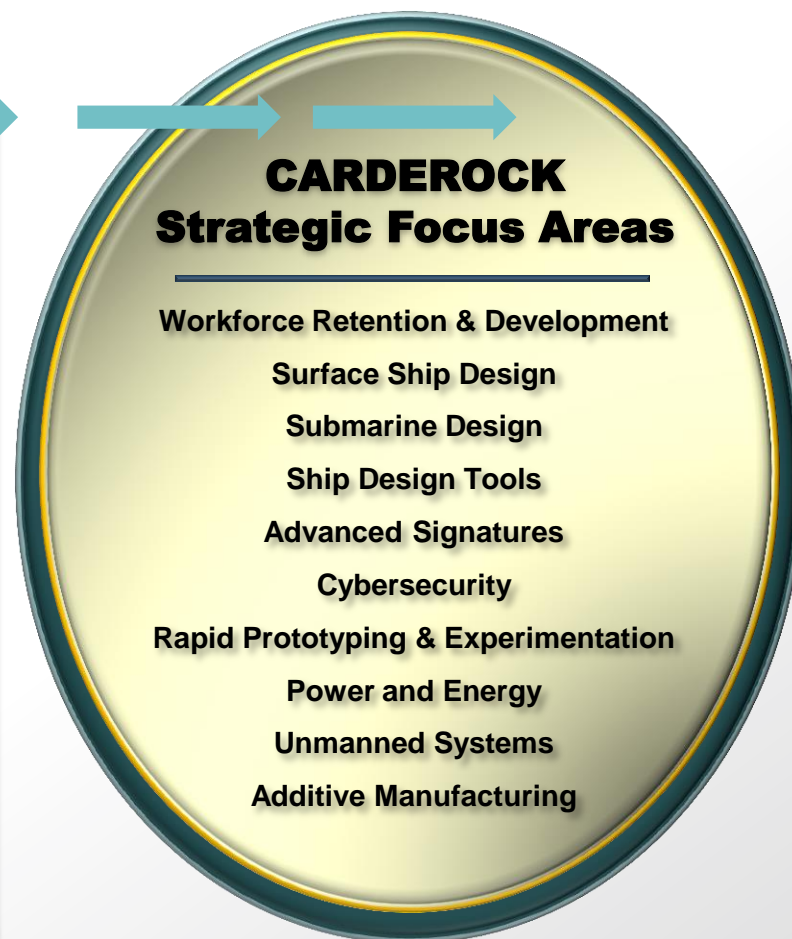 CARDEROCK
Strategic Focus Areas
Workforce Retention & Development
Surface Ship Design
Submarine Design
Ship Design Tools
Advanced Signatures
Cybersecurity
Rapid Prototyping & Experimentation
Power and Energy
Unmanned Systems
Additive Manufacturing